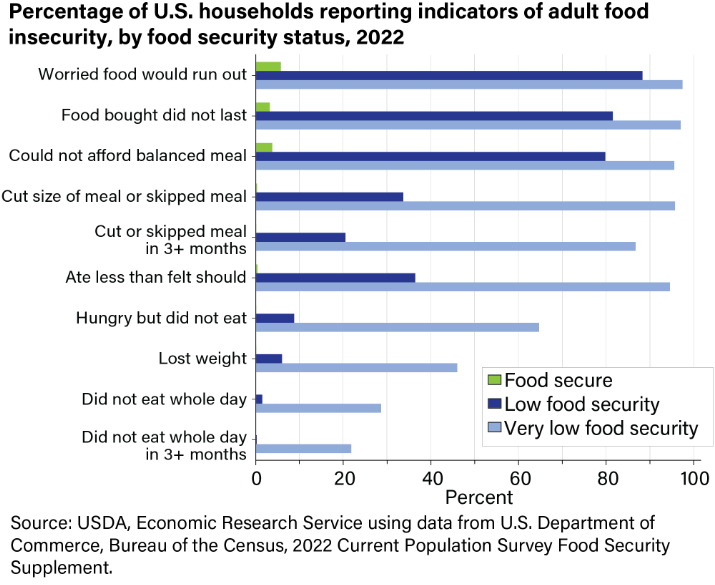 Percentage of U.S. households reporting indicators of adult food
insecurity, by food security status, 2022
Worried food would run out
Food bought did not last
Could not afford balanced meal
Cut size of meal or skipped meal
Cut or skipped meal
in 3+ months
Ate less than felt should
Hungry but did not eat
Lost weight
Did not eat whole day
Did not eat whole day
in 3+ months
Food secure
Low food security
Very low food security
0 20 40 60 80 100
Percent
Source: USDA, Economic Research Service using data from U.S. Department of
Commerce, Bureau of the Census, 2022 Current Population Survey Food Security
Supplement.